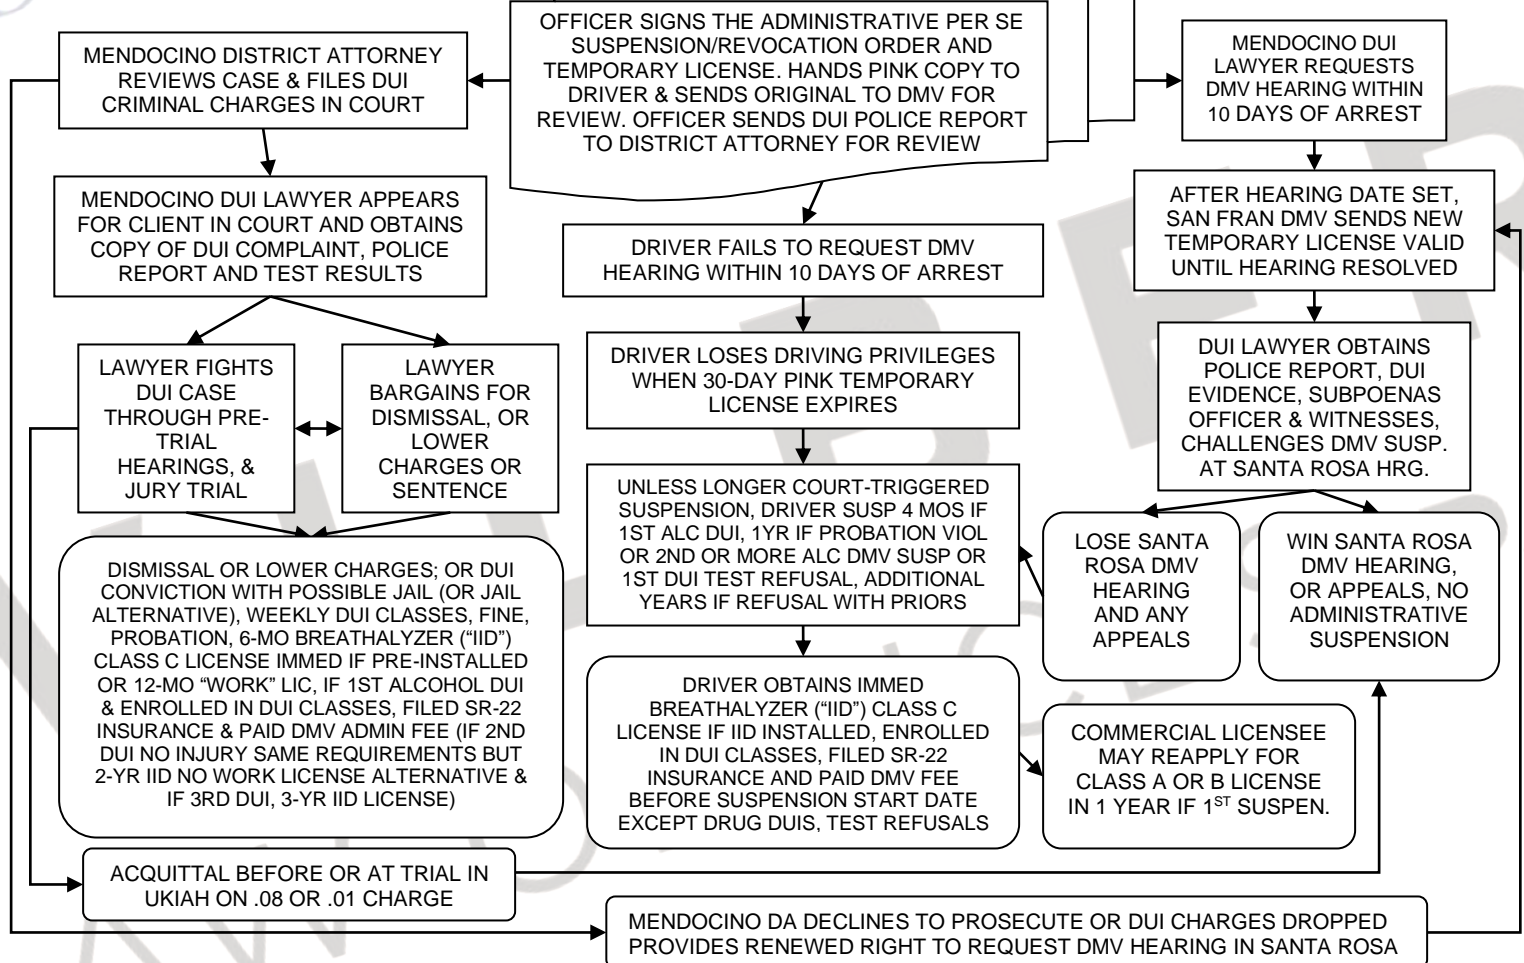 OFFICER SIGNS THE ADMINISTRATIVE PER SE
SUSPENSION/REVOCATION ORDER AND
TEMPORARY LICENSE. HANDS PINK COPY TO
DRIVER & SENDS ORIGINAL TO DMV FOR
REVIEW. OFFICER SENDS DUI POLICE REPORT
TO DISTRICT ATTORNEY FOR REVIEW
MENDOCINO DISTRICT ATTORNEY
REVIEWS CASE & FILES DUI
CRIMINAL CHARGES IN COURT
MENDOCINO DUI LAWYER APPEARS
FOR CLIENT IN COURT AND OBTAINS
COPY OF DUI COMPLAINT, POLICE
REPORT AND TEST RESULTS
LAWYER FIGHTS
DUI CASE
THROUGH PRE-
TRIAL
HEARINGS, &
JURY TRIAL
LAWYER
BARGAINS FOR
DISMISSAL, OR
LOWER
CHARGES OR
SENTENCE
DISMISSAL OR LOWER CHARGES; OR DUI
CONVICTION WITH POSSIBLE JAIL (OR JAIL
ALTERNATIVE), WEEKLY DUI CLASSES, FINE,
PROBATION, 6-MO BREATHALYZER (“IID”)
CLASS C LICENSE IMMED IF PRE-INSTALLED
OR 12-MO “WORK” LIC, IF 1ST ALCOHOL DUI
& ENROLLED IN DUI CLASSES, FILED SR-22
INSURANCE & PAID DMV ADMIN FEE (IF 2ND
DUI NO INJURY SAME REQUIREMENTS BUT
2-YR IID NO WORK LICENSE ALTERNATIVE &
IF 3RD DUI, 3-YR IID LICENSE)
ACQUITTAL BEFORE OR AT TRIAL IN
UKIAH ON .08 OR .01 CHARGE
DRIVER FAILS TO REQUEST DMV
HEARING WITHIN 10 DAYS OF ARREST
DRIVER LOSES DRIVING PRIVILEGES
WHEN 30-DAY PINK TEMPORARY
LICENSE EXPIRES
UNLESS LONGER COURT-TRIGGERED
SUSPENSION, DRIVER SUSP 4 MOS IF
1ST ALC DUI, 1YR IF PROBATION VIOL
OR 2ND OR MORE ALC DMV SUSP OR
1ST DUI TEST REFUSAL, ADDITIONAL
YEARS IF REFUSAL WITH PRIORS
DRIVER OBTAINS IMMED
BREATHALYZER (“IID”) CLASS C
LICENSE IF IID INSTALLED, ENROLLED
IN DUI CLASSES, FILED SR-22
INSURANCE AND PAID DMV FEE
BEFORE SUSPENSION START DATE
EXCEPT DRUG DUIS, TEST REFUSALS
MENDOCINO DUI
LAWYER REQUESTS
DMV HEARING WITHIN
10 DAYS OF ARREST
AFTER HEARING DATE SET,
SAN FRAN DMV SENDS NEW
TEMPORARY LICENSE VALID
UNTIL HEARING RESOLVED
DUI LAWYER OBTAINS
POLICE REPORT, DUI
EVIDENCE, SUBPOENAS
OFFICER & WITNESSES,
CHALLENGES DMV SUSP.
AT SANTA ROSA HRG.
LOSE SANTA
ROSA DMV
HEARING
AND ANY
APPEALS
WIN SANTA ROSA
DMV HEARING,
OR APPEALS, NO
ADMINISTRATIVE
SUSPENSION
COMMERCIAL LICENSEE
MAY REAPPLY FOR
CLASS A OR B LICENSE
IN 1 YEAR IF 1ST SUSPEN.
MENDOCINO DA DECLINES TO PROSECUTE OR DUI CHARGES DROPPED
PROVIDES RENEWED RIGHT TO REQUEST DMV HEARING IN SANTA ROSA